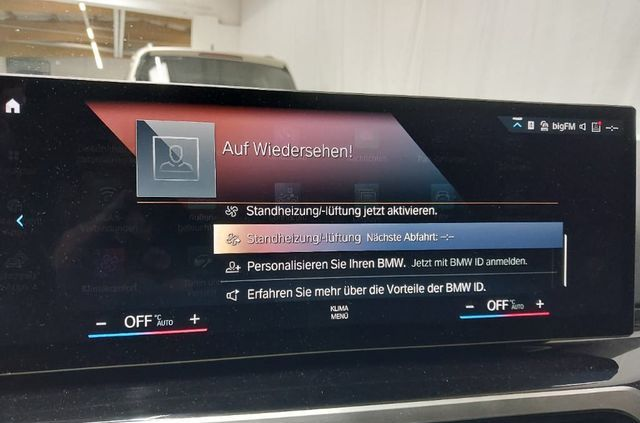 bigFM --:--
Auf Wiedersehen!
Standheizung/-lüftung jetzt aktivieren.
Standheizung/-lüftung Nächste Abfahrt: --:--
Personalisieren Sie Ihren BMW. Jetzt mit BMW ID anmelden.
Erfahren Sie mehr über die Vorteile der BMW ID.
− OFF °C AUTO +
KLIMA
MENÜ
− OFF °C AUTO +